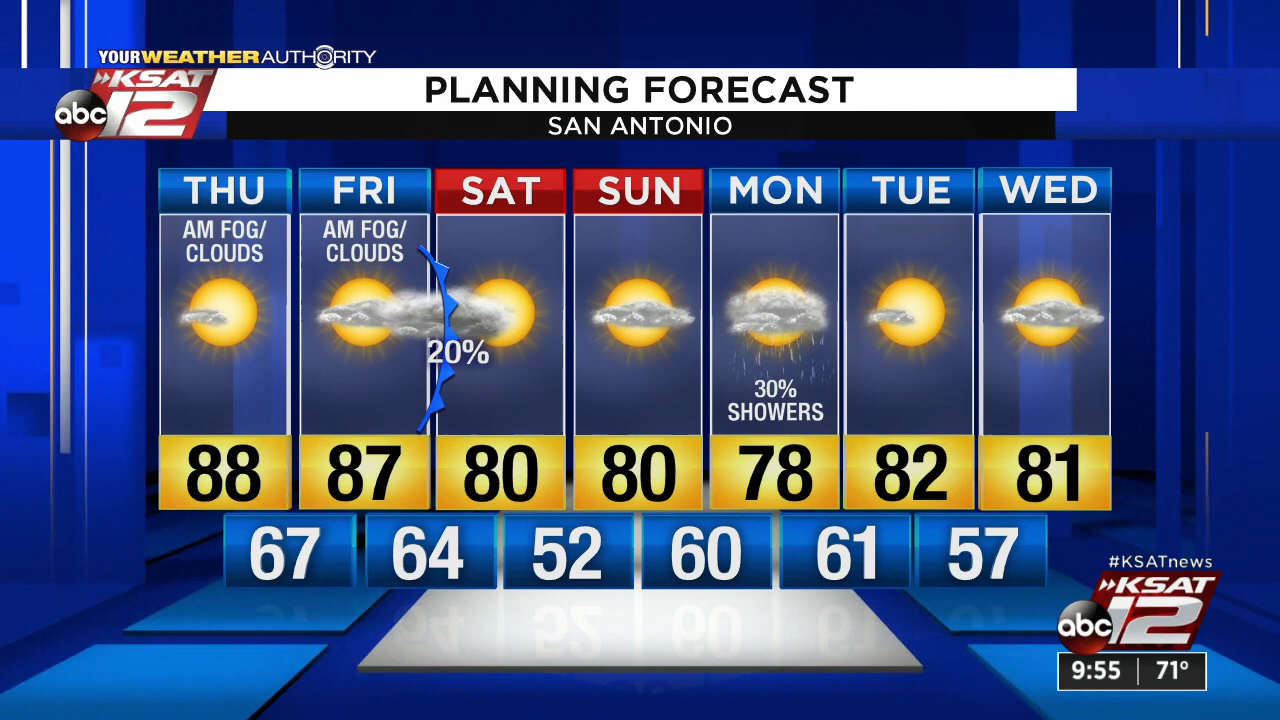 YOURWEATHERAUTHORITY
KSAT
abc 12
PLANNING FORECAST
SAN ANTONIO
THU FRI SAT SUN MON TUE WED
AM FOG/ AM FOG/
CLOUDS CLOUDS
20%
30%
SHOWERS
88 87 80 80 78 82 81
67 64 52 60 61 57
#KSATnews
KSAT
abc 12
9:55 71°